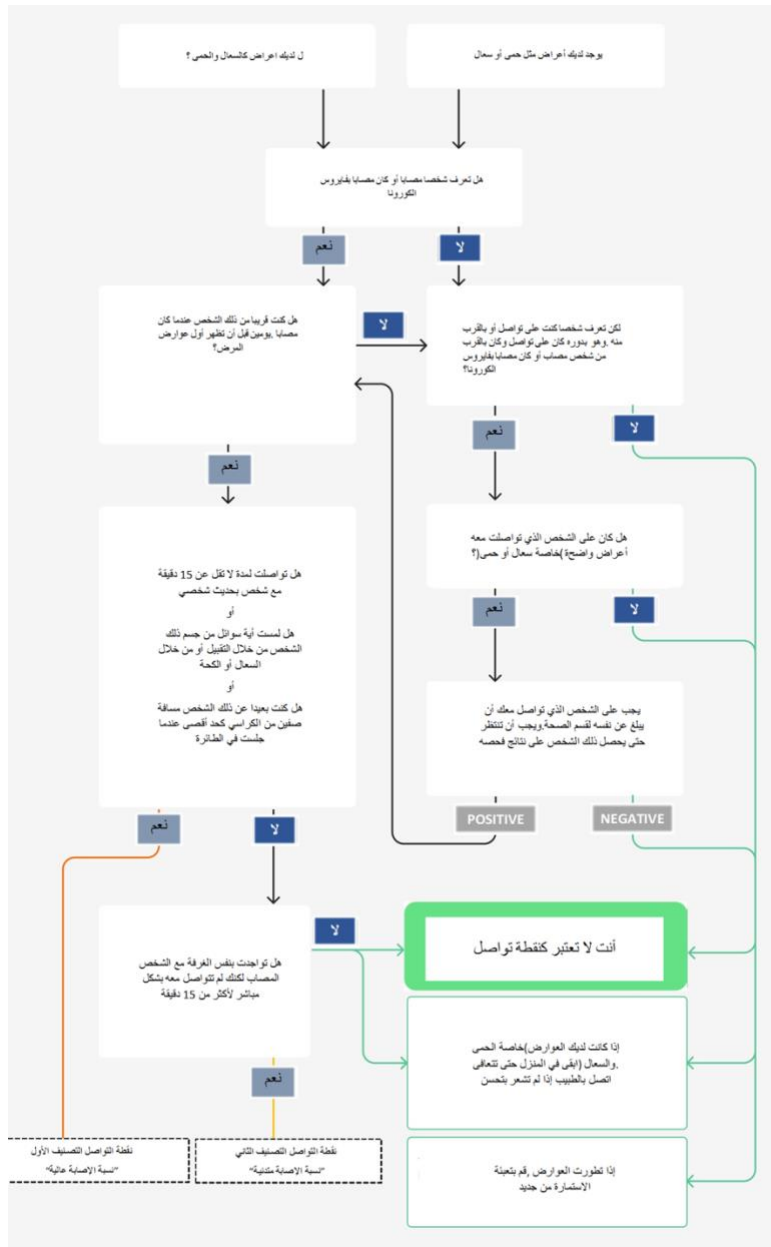 يوجد لديك أعراض مثل حمى أو سعال
ل لديك اعراض كالسعال والحمى ؟
هل تعرف شخصا مصابا أو كان مصابا بفايروس
الكورونا
نعم
لا
هل كنت قريبا من ذلك الشخص عندما كان
مصابا ,يومين قبل أن تظهر أول عوارض
المرض؟
لا
لكن تعرف شخصا كنت على تواصل أو بالقرب
منه ,وهو بدوره كان على تواصل وكان بالقرب
من شخص مصاب أو كان مصابا بفايروس
الكورونا؟
نعم
لا
نعم
هل كان على الشخص الذي تواصلت معه
أعراض واضحة )خاصة سعال أو حمى(؟
نعم
لا
هل تواصلت لمدة لا تقل عن 15 دقيقة
مع شخص بحديث شخصي
أو
هل لمست أية سوائل من جسم ذلك
الشخص من خلال التقبيل أو من خلال
السعال أو الكحة
أو
هل كنت بعيدا عن ذلك الشخص مسافة
صفين من الكراسي كحد أقصى عندما
جلست في الطائرة
يجب على الشخص الذي تواصل معك أن
يبلغ عن نفسه لقسم الصحة,ويجب أن تنتظر
حتى يحصل ذلك الشخص على نتائج فحصه
POSITIVE
NEGATIVE
نعم
لا
هل تواجدت بنفس الغرفة مع الشخص
المصاب لكنك لم تتواصل معه بشكل
مباشر لأكثر من 15 دقيقة
لا
نعم
أنت لا تعتبر كنقطة تواصل
إذا كانت لديك العوارض)خاصة الحمى
والسعال (ابقى في المنزل حتى تتعافى.
اتصل بالطبيب إذا لم تشعر بتحسن
إذا تطورت العوارض ,قم بتعبئة
الاستمارة من جديد
نقطة التواصل التصنيف الثاني
"نسبة الإصابة متدنية"
نقطة التواصل التصنيف الأول
"نسبة الإصابة عالية"